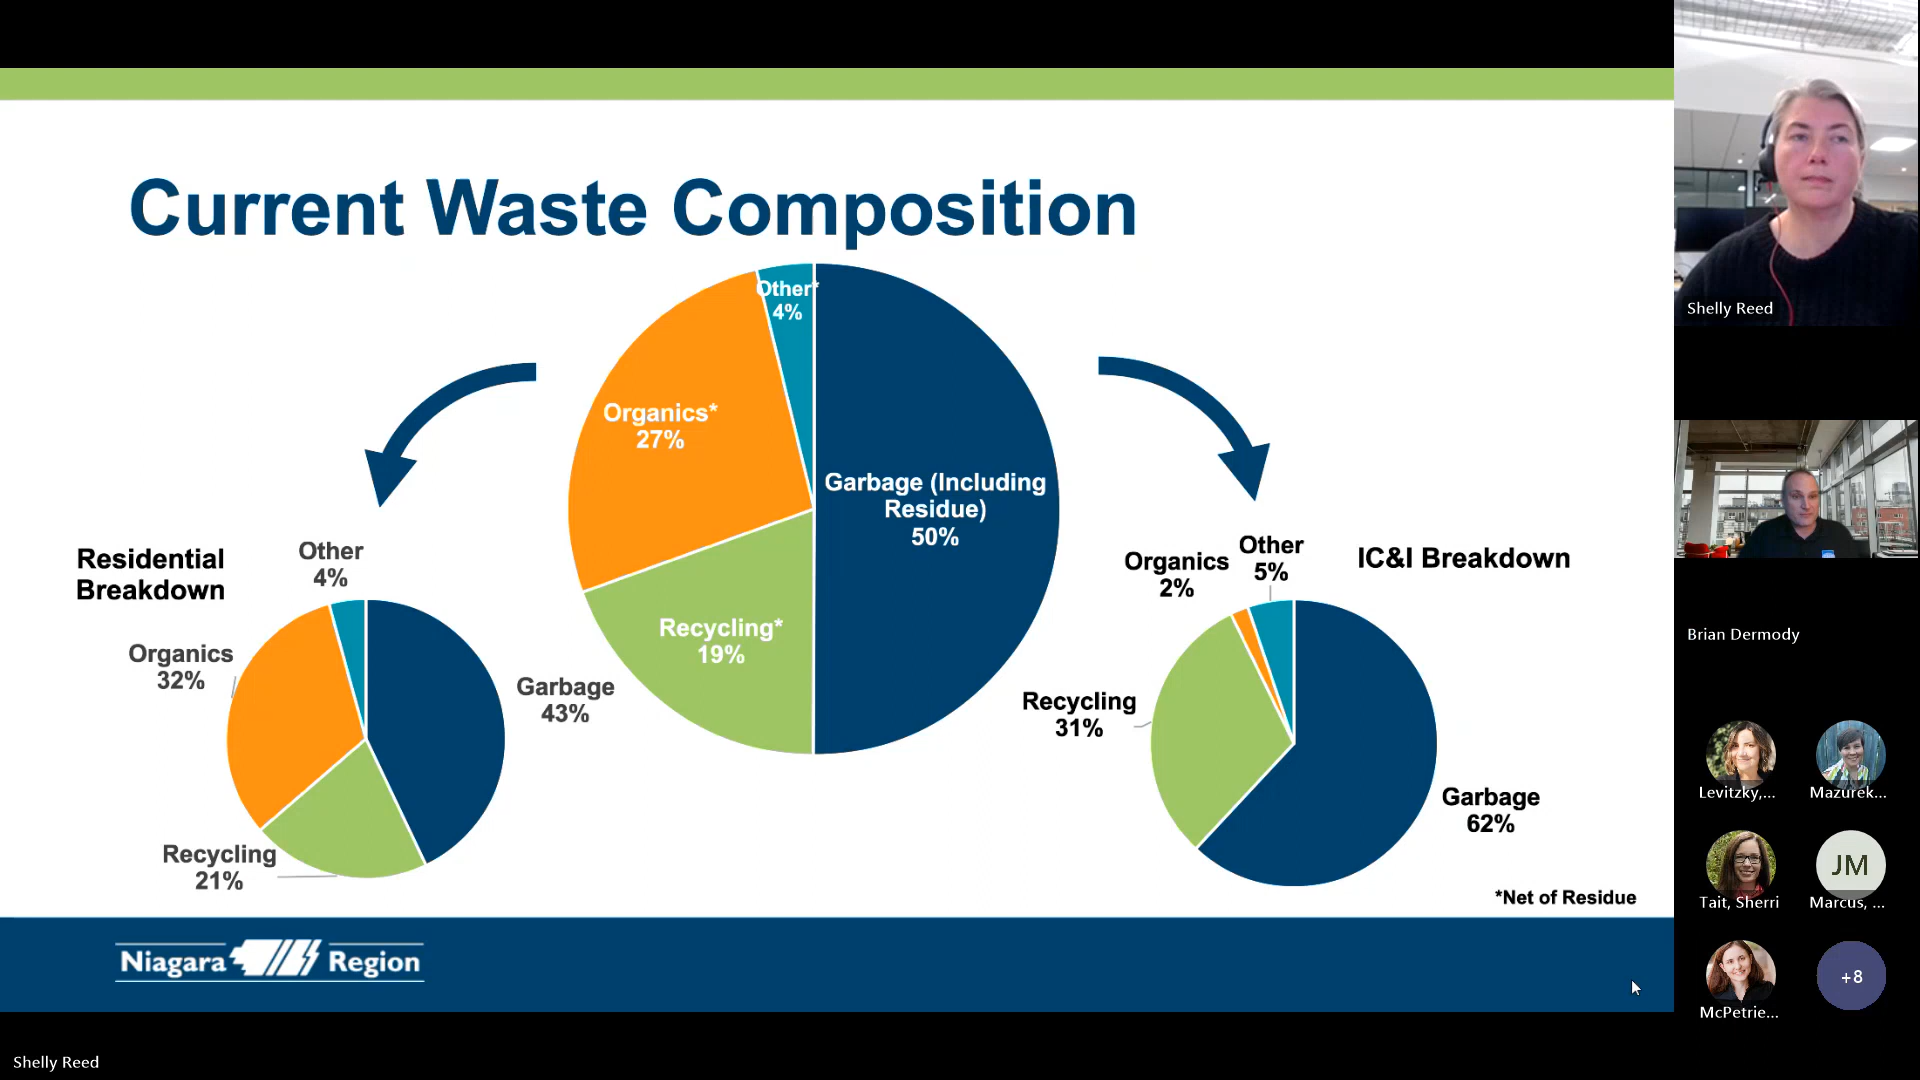 Current Waste Composition
Other*
4%
Organics*
27%
Garbage (Including
Residue)
50%
Recycling*
19%
Residential
Breakdown
Other
4%
Organics
32%
Garbage
43%
Recycling
21%
IC&I Breakdown
Organics
2%
Other
5%
Recycling
31%
Garbage
62%
*Net of Residue
Niagara Region
Shelly Reed
Shelly Reed
Brian Dermody
Levitzky,...
Mazurek...
Tait, Sherri
JM
Marcus, ...
McPetrie...
+8